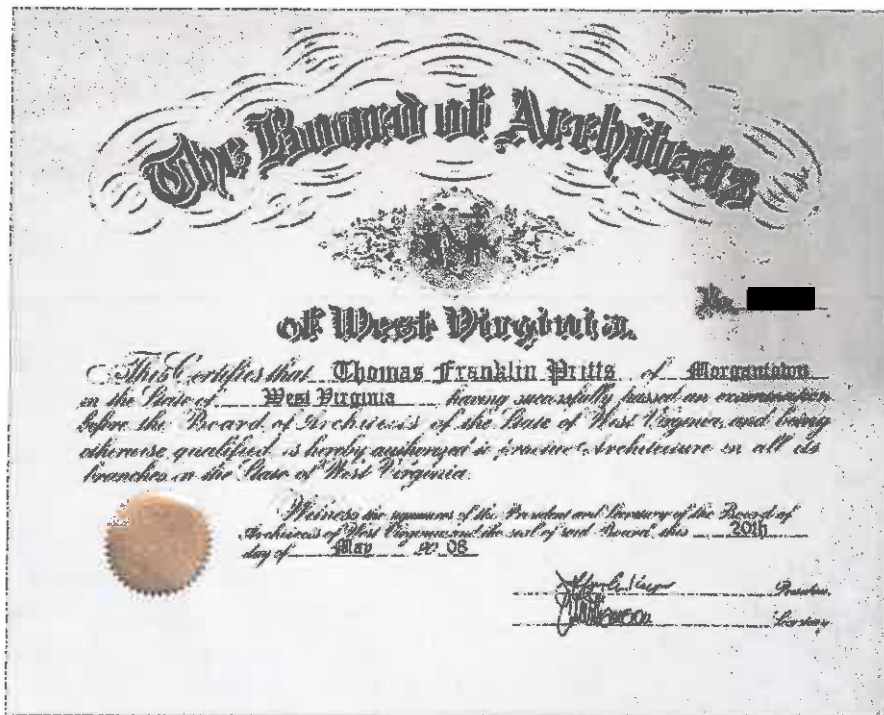 The Board of Architects
of West Virginia.
No.
This Certifies that Thomas Franklin Pritts of Morgantown
in the State of West Virginia having successfully passed an examination
before the Board of Architects of the State of West Virginia, and being
otherwise qualified, is hereby authorized to practice Architecture in all its
branches in the State of West Virginia.
Witness the signatures of the President and Secretary of the Board of
Architects of West Virginia and the seal of said Board, this 20th
day of May 08
President
Secretary